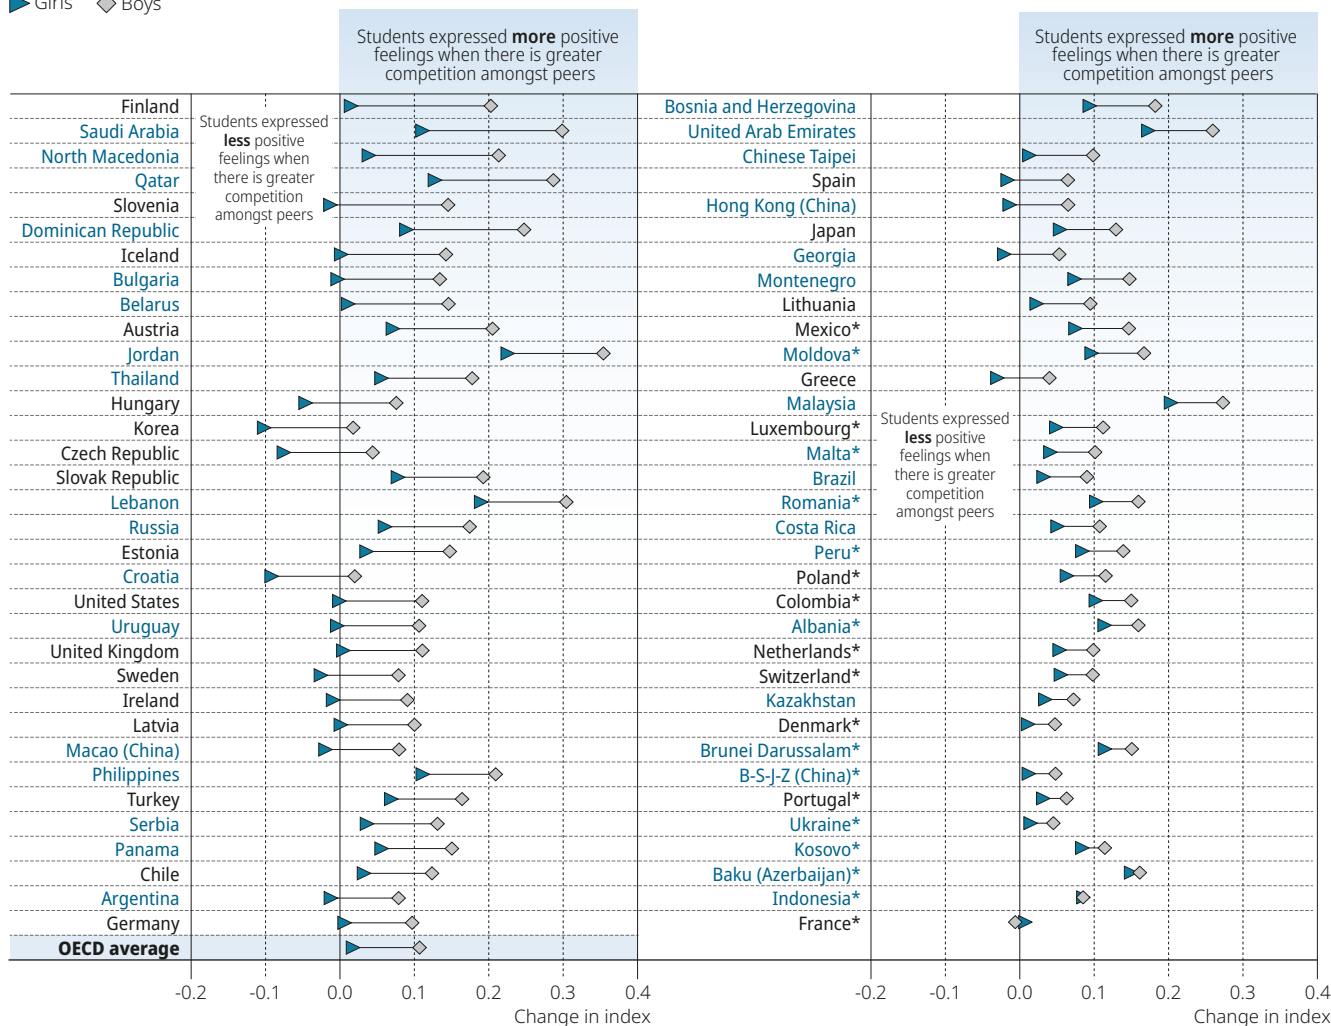 Girls Boys
Students expressed more positive
feelings when there is greater
competition amongst peers
Students expressed more positive
feelings when there is greater
competition amongst peers
Finland
Saudi Arabia
North Macedonia
Qatar
Slovenia
Dominican Republic
Iceland
Bulgaria
Belarus
Austria
Jordan
Thailand
Hungary
Korea
Czech Republic
Slovak Republic
Lebanon
Russia
Estonia
Croatia
United States
Uruguay
United Kingdom
Sweden
Ireland
Latvia
Macao (China)
Philippines
Turkey
Serbia
Panama
Chile
Argentina
Germany
OECD average
Students expressed
less positive
feelings when
there is greater
competition
amongst peers
-0.2 -0.1 0.0 0.1 0.2 0.3 0.4
Change in index
Bosnia and Herzegovina
United Arab Emirates
Chinese Taipei
Spain
Hong Kong (China)
Japan
Georgia
Montenegro
Lithuania
Mexico*
Moldova*
Greece
Malaysia
Luxembourg*
Malta*
Brazil
Romania*
Costa Rica
Peru*
Poland*
Colombia*
Albania*
Netherlands*
Switzerland*
Kazakhstan
Denmark*
Brunei Darussalam*
B-S-J-Z (China)*
Portugal*
Ukraine*
Kosovo*
Baku (Azerbaijan)*
Indonesia*
France*
Students expressed
less positive
feelings when
there is greater
competition
amongst peers
-0.2 -0.1 0.0 0.1 0.2 0.3 0.4
Change in index